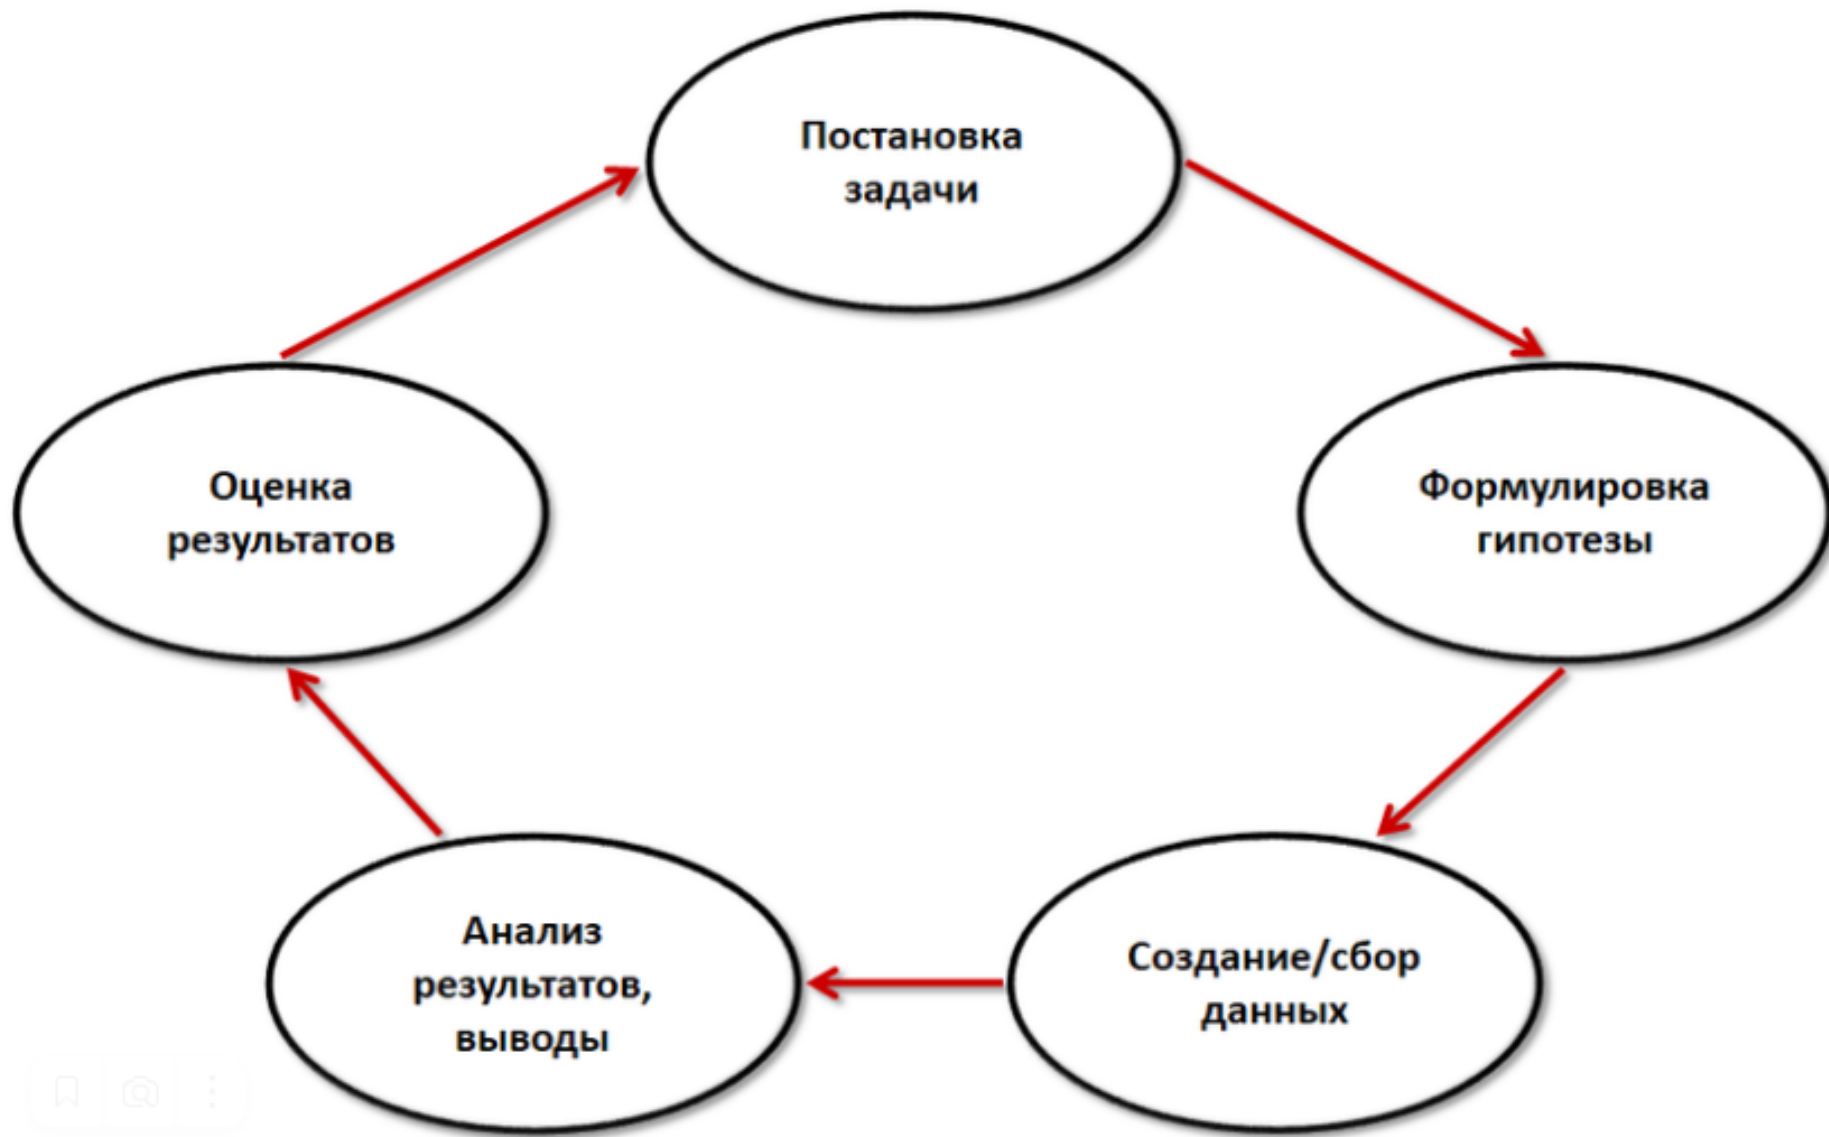 Постановка
задачи
Формулировка
гипотезы
Создание/сбор
данных
Анализ
результатов,
выводы
Оценка
результатов